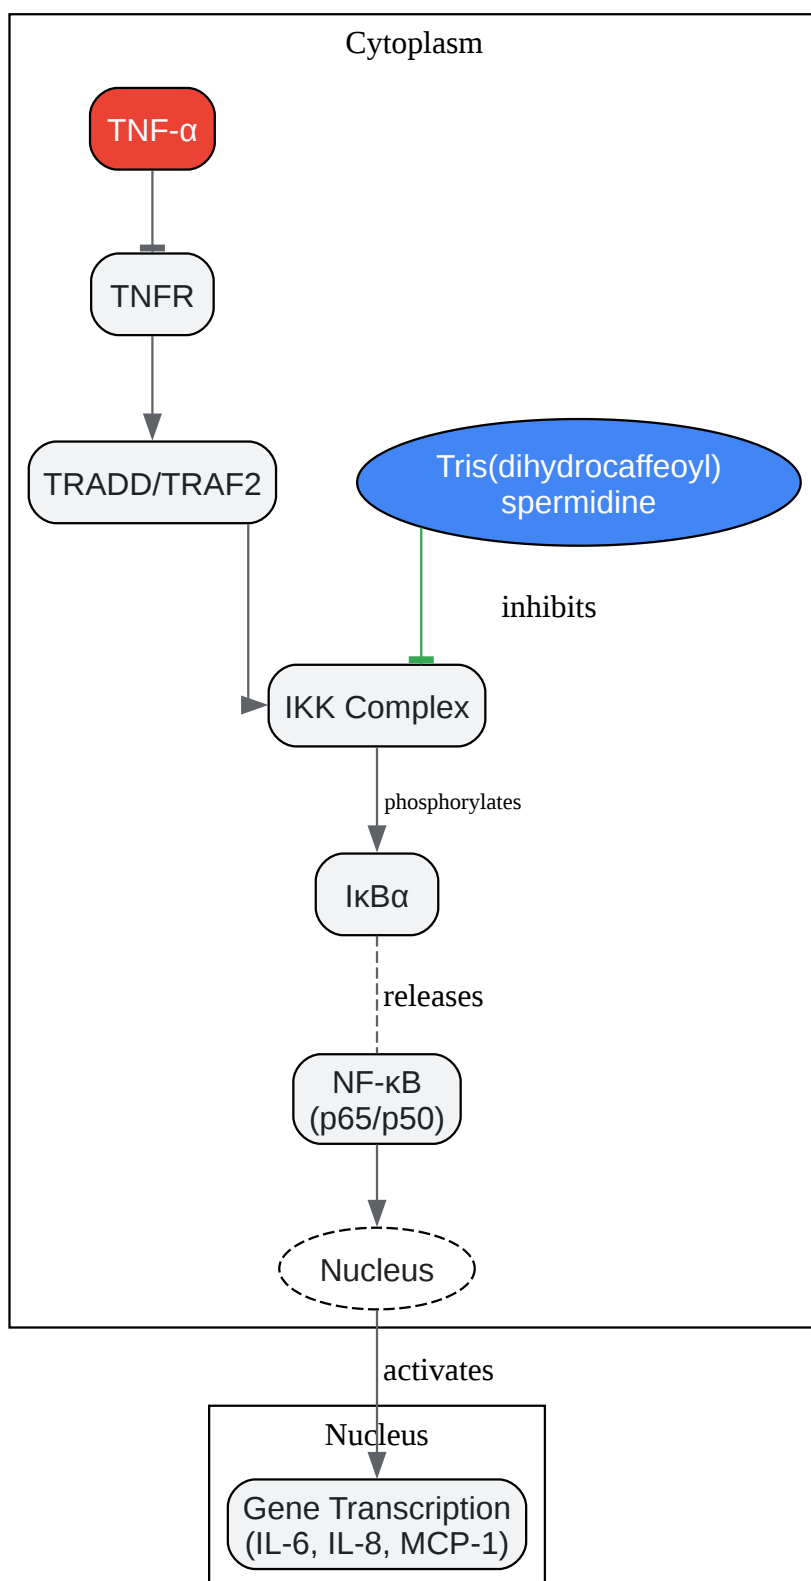 Cytoplasm
TNF-α
TNFR
TRADD/TRAF2
Tris(dihydrocaffeoyl)
spermidine
inhibits
IKK Complex
phosphorylates
IκBα
releases
NF-κB
(p65/p50)
Nucleus
activates
Nucleus
Gene Transcription
(IL-6, IL-8, MCP-1)